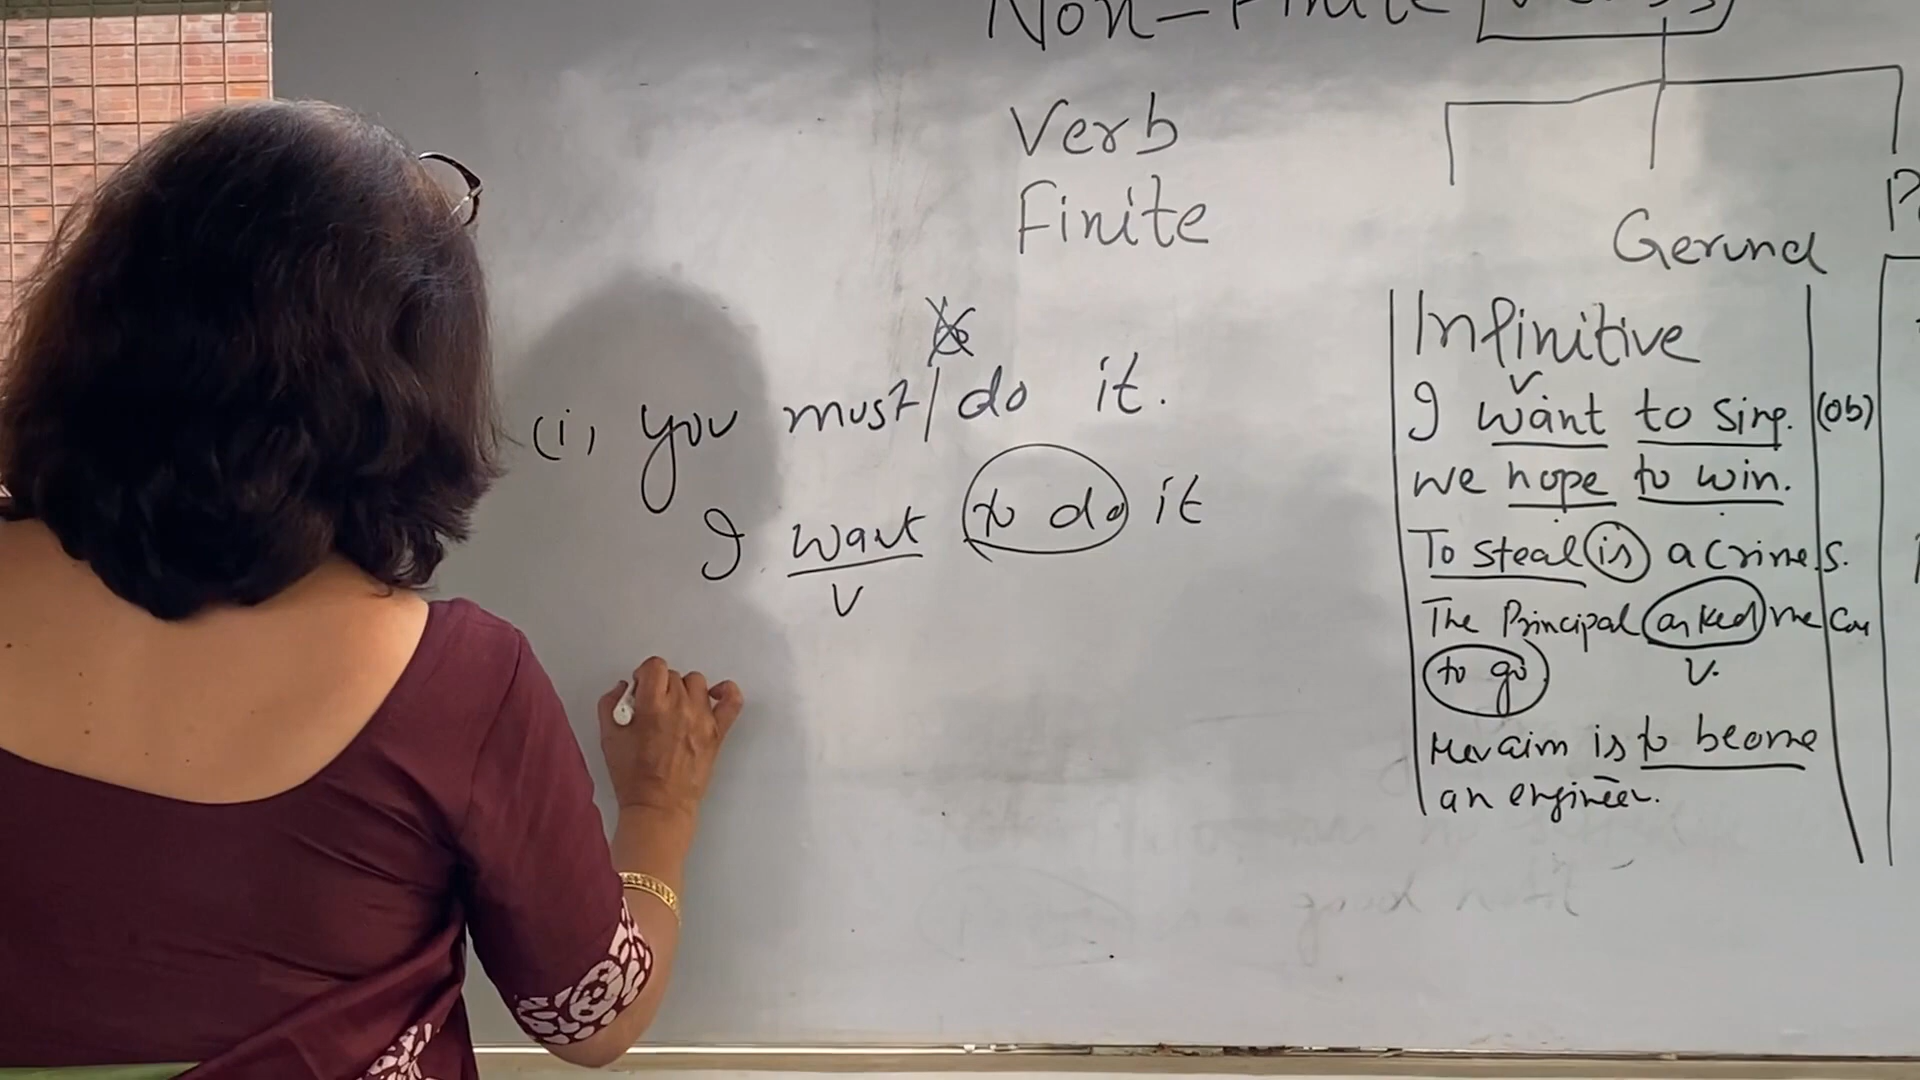 Non-Finite Verbs
Verb
Finite
Gerund
(i) you must/do it.
I want to do it
V
Infinitive
V
I want to sing. (ob)
we hope to win.
To steal is a crime S.
The Principal asked me
to go V.
Her aim is to become
an engineer.